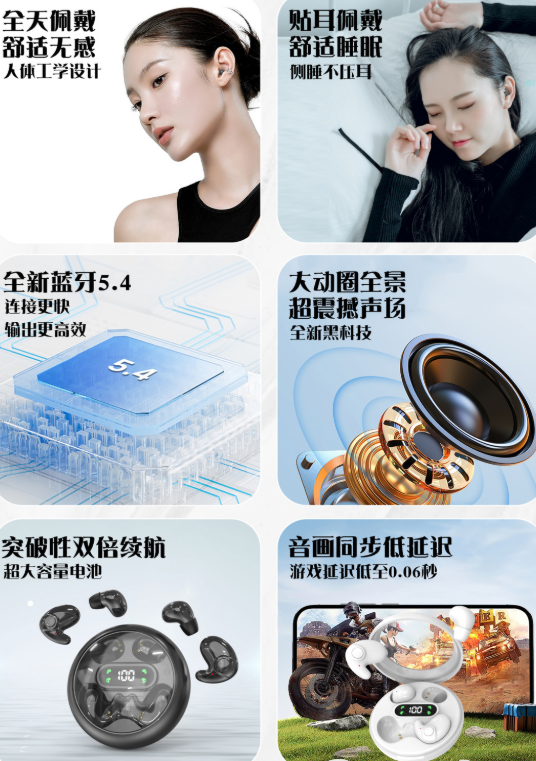 全天佩戴
舒适无感
人体工学设计
贴耳佩戴
舒适睡眠
侧睡不压耳
全新蓝牙5.4
连接更快
输出更高效
5.4
大动圈全景
超震撼声场
全新黑科技
突破性双倍续航
超大容量电池
100
音画同步低延迟
游戏延迟低至0.06秒
100